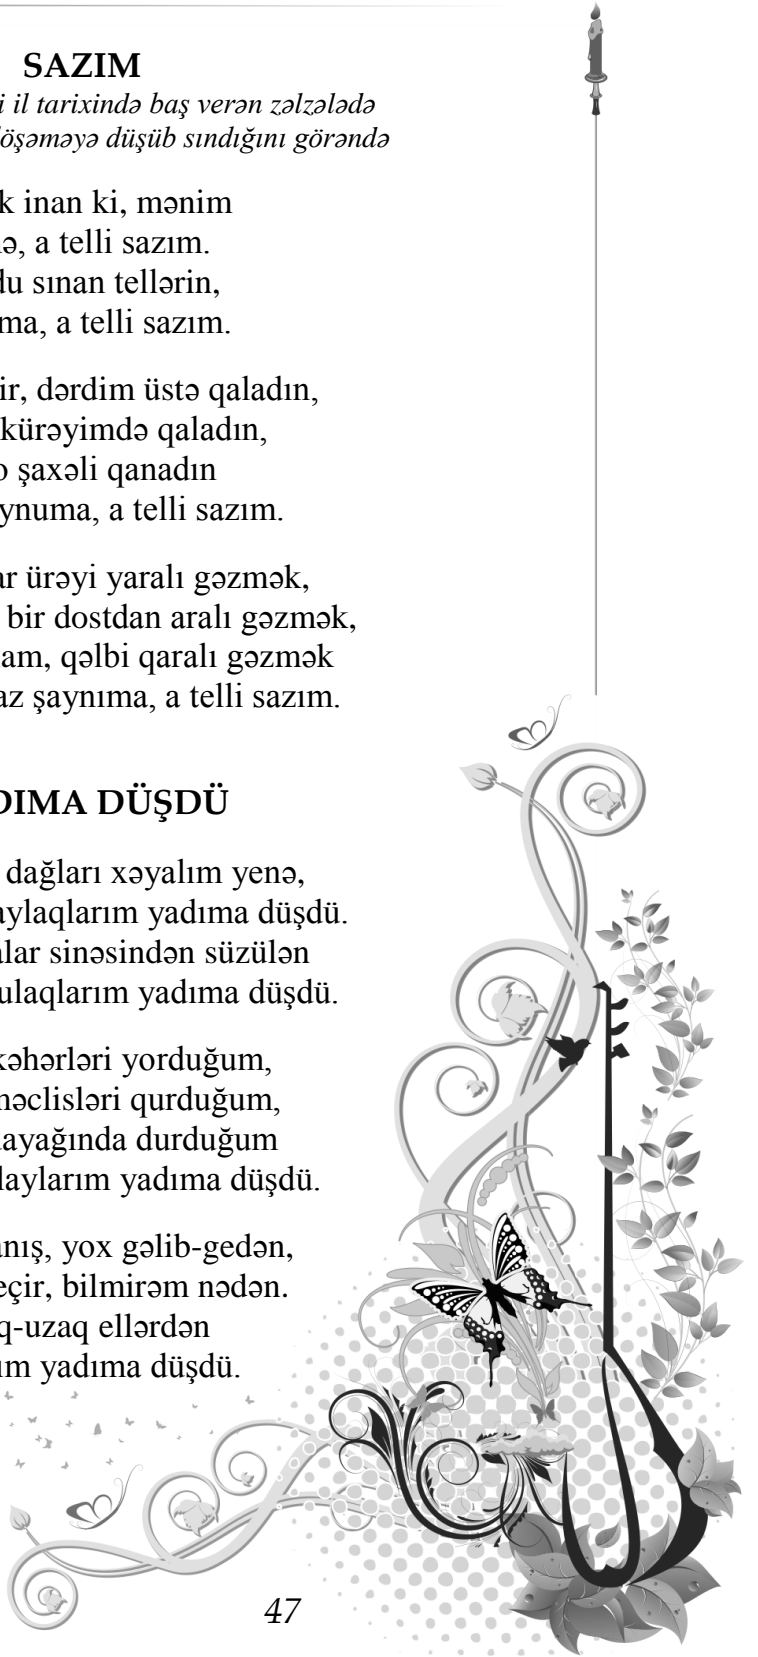 SAZIM
i il tarixində baş verən zəlzələdə
döşəməyə düşüb sındığını görəndə
k inan ki, mənim
ə, a telli sazım.
du sınan tellərin,
ma, a telli sazım.
ir, dərdim üstə qaladın,
kürəyimdə qaladın,
o şaxəli qanadın
ynuma, a telli sazım.
ar ürəyi yaralı gəzmək,
bir dostdan aralı gəzmək,
am, qəlbi qaralı gəzmək
az şaynıma, a telli sazım.
DIMA DÜŞDÜ
dağları xəyalım yenə,
aylaqlarım yadıma düşdü.
alar sinəsindən süzülən
ulaqlarım yadıma düşdü.
kəhərləri yorduğum,
məclisləri qurduğum,
dayağında durduğum
laylarım yadıma düşdü.
anış, yox gəlib-gedən,
eçir, bilmirəm nədən.
q-uzaq ellərdən
ım yadıma düşdü.
47